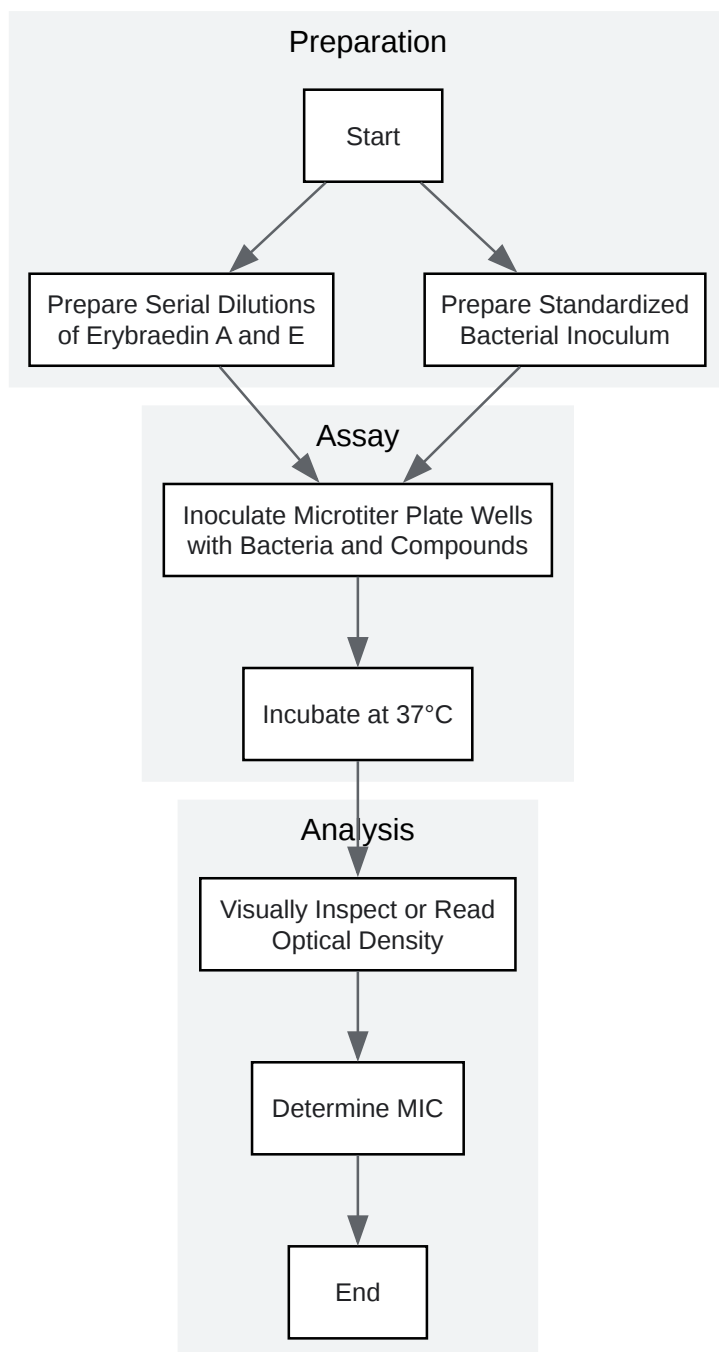 Preparation
Start
Prepare Serial Dilutions
of Erybraedin A and E
Prepare Standardized
Bacterial Inoculum
Assay
Inoculate Microtiter Plate Wells
with Bacteria and Compounds
Incubate at 37°C
Analysis
Visually Inspect or Read
Optical Density
Determine MIC
End